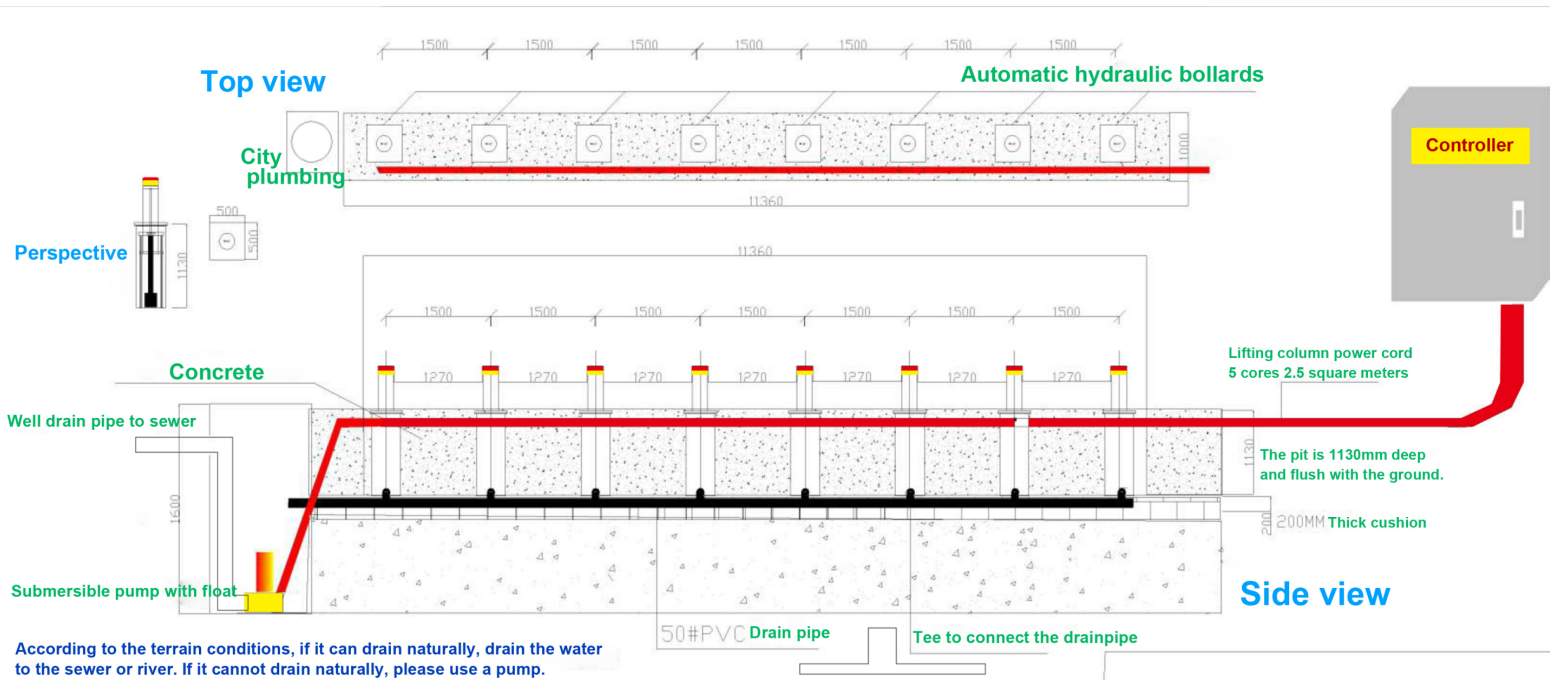 1500 1500 1500 1500 1500 1500 1500
Top view
Automatic hydraulic bollards
Controller
City
plumbing
1000
11360
500
500
Perspective
1130
11360
1500 1500 1500 1500 1500 1500 1500
Concrete
1270 1270 1270 1270 1270 1270 1270
Lifting column power cord
5 cores 2.5 square meters
Well drain pipe to sewer
1130
The pit is 1130mm deep
and flush with the ground.
1600
200
200MM Thick cushion
Submersible pump with float
Side view
50#PVC Drain pipe
Tee to connect the drainpipe
According to the terrain conditions, if it can drain naturally, drain the water
to the sewer or river. If it cannot drain naturally, please use a pump.